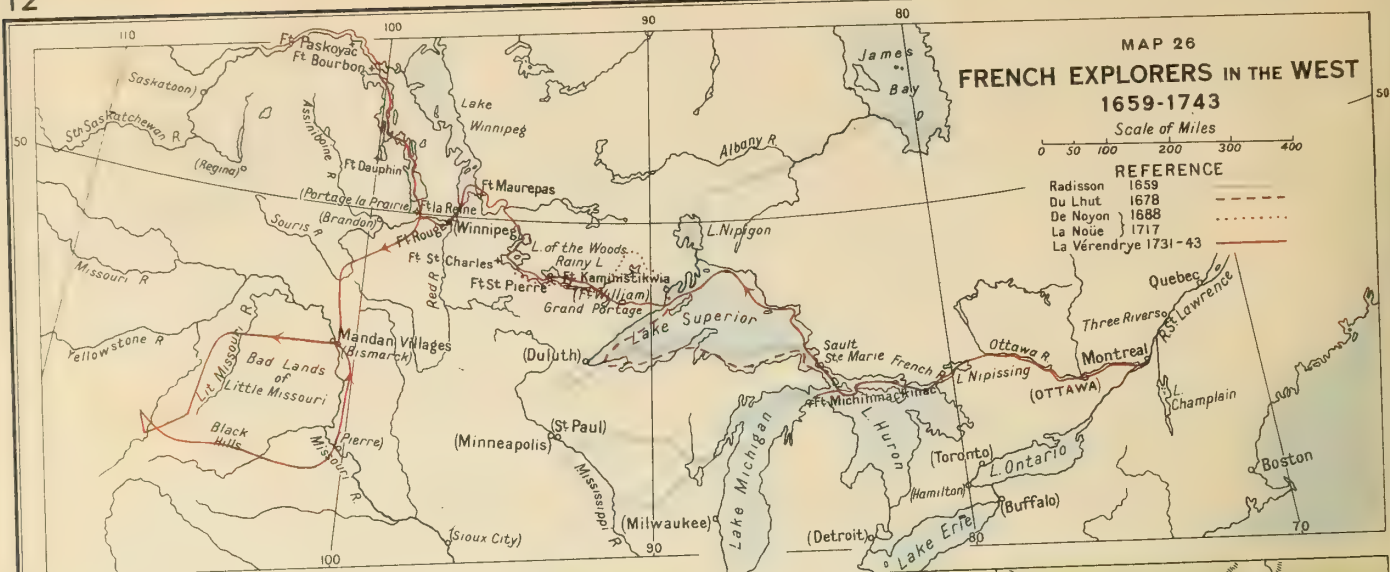 12
MAP 26
FRENCH EXPLORERS IN THE WEST
1659-1743
Scale of Miles
0 50 100 200 300 400
REFERENCE
Radisson 1659
Du Lhut 1678
De Noyon } 1688
La Noüe } 1717
La Vérendrye 1731-43
110
100
90
80
50
50
Ft Paskoyac
Ft Bourbon
Saskatoon)
Sth Saskatchewan R.
Assiniboine R.
(Regina)
Lake
Winnipeg
Ft Dauphin
(Portage la Prairie)
Ft la Reine
Ft Maurepas
(Brandon)
Ft Rouge
(Winnipeg)
Souris R
Red R
James
Bay
Albany R.
L. Nipigon
L. of the Woods
Rainy L
Ft St Charles
Ft St Pierre
Ft Kaministikwia
(Ft William)
Grand Portage
Missouri R
Yellowstone R
Lit Missouri R
Mandan Villages
(Bismarck)
Bad Lands
of
Little Missouri
Black
Hills
Pierre)
Missouri R.
(Sioux City)
(Duluth)
Lake Superior
Sault
Ste Marie
French R
L Nipissing
Ottawa R.
(OTTAWA)
Montreal
Three Rivers
Quebec
R St Lawrence
L.
Champlain
Ft Michilimackinac
(Minneapolis)
(St Paul)
Mississippi R
(Milwaukee)
Lake Michigan
L Huron
(Toronto)
L. Ontario
(Hamilton)
(Buffalo)
(Detroit)
Lake Erie
Boston
100
90
80
70